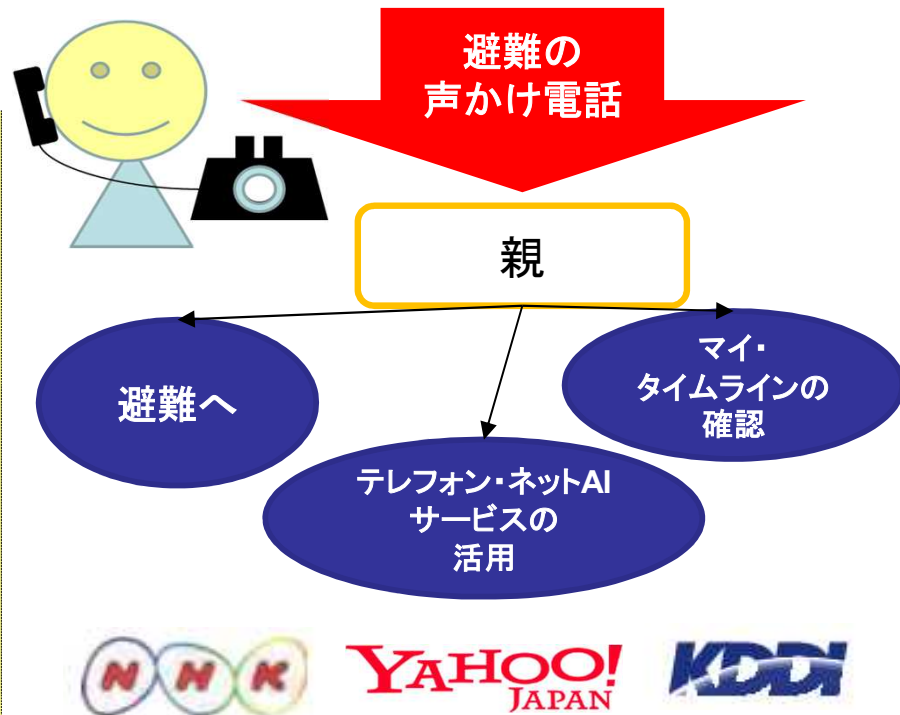 避難の
声かけ電話
親
避難へ
マイ・
タイムラインの
確認
テレフォン・ネットAI
サービスの
活用
NHK
YAHOO!
JAPAN
KDDI